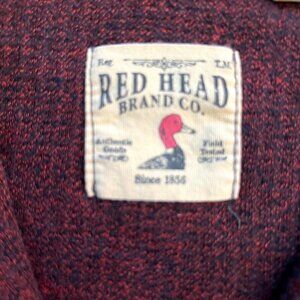 Reg. T.M.
RED HEAD
BRAND CO.
Authentic Field
Goods Tested
Since 1856